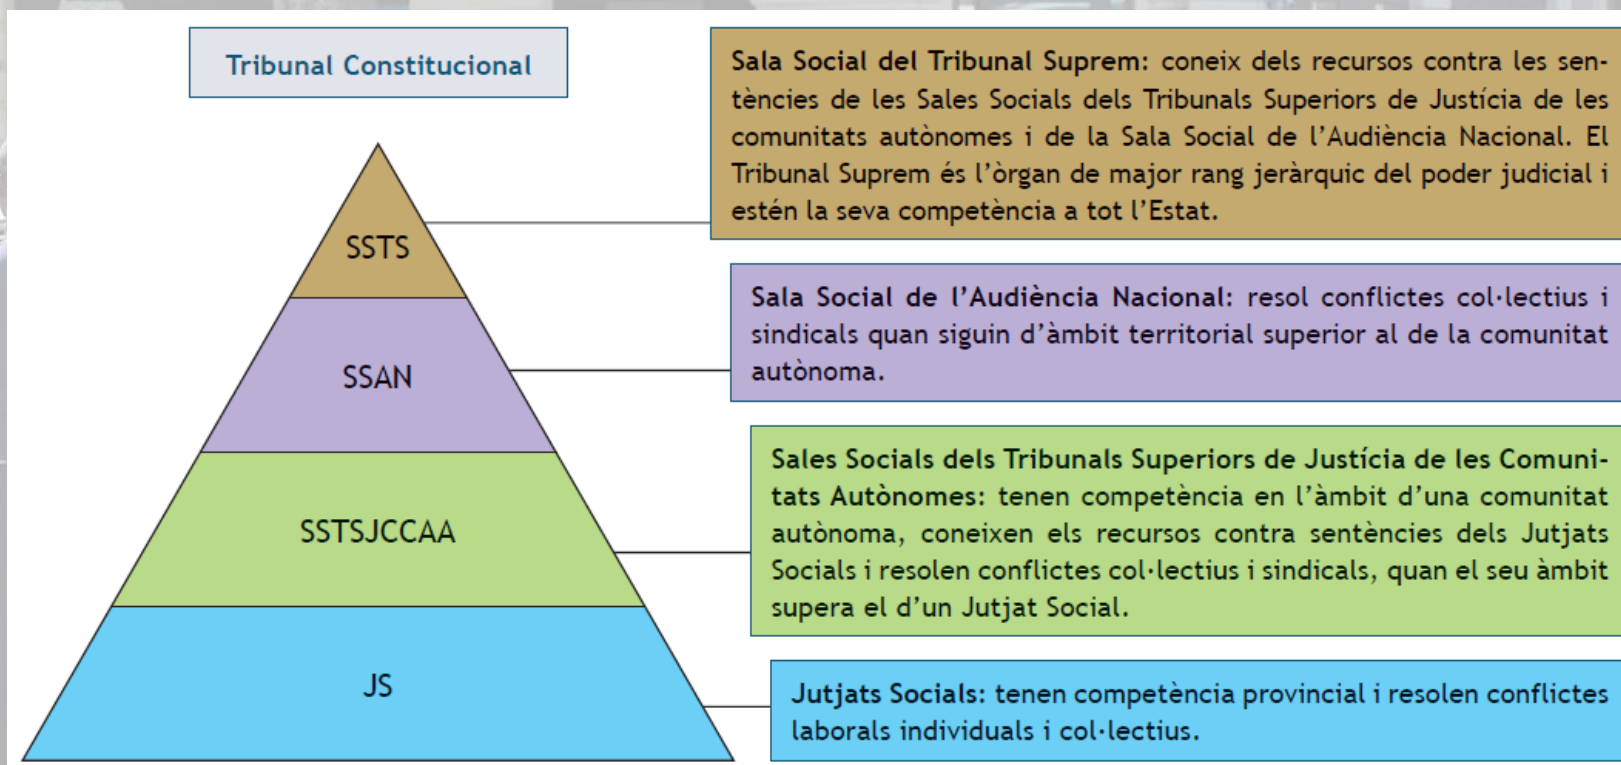 Tribunal Constitucional
SSTS
SSAN
SSTSJCCAA
JS
Sala Social del Tribunal Suprem: coneix dels recursos contra les sen-
tències de les Sales Socials dels Tribunals Superiors de Justícia de les
comunitats autònomes i de la Sala Social de l’Audiència Nacional. El
Tribunal Suprem és l’òrgan de major rang jeràrquic del poder judicial i
estén la seva competència a tot l’Estat.
Sala Social de l’Audiència Nacional: resol conflictes col·lectius i
sindicals quan siguin d’àmbit territorial superior al de la comunitat
autònoma.
Sales Socials dels Tribunals Superiors de Justícia de les Comuni-
tats Autònomes: tenen competència en l’àmbit d’una comunitat
autònoma, coneixen els recursos contra sentències dels Jutjats
Socials i resolen conflictes col·lectius i sindicals, quan el seu àmbit
supera el d’un Jutjat Social.
Jutjats Socials: tenen competència provincial i resolen conflictes
laborals individuals i col·lectius.